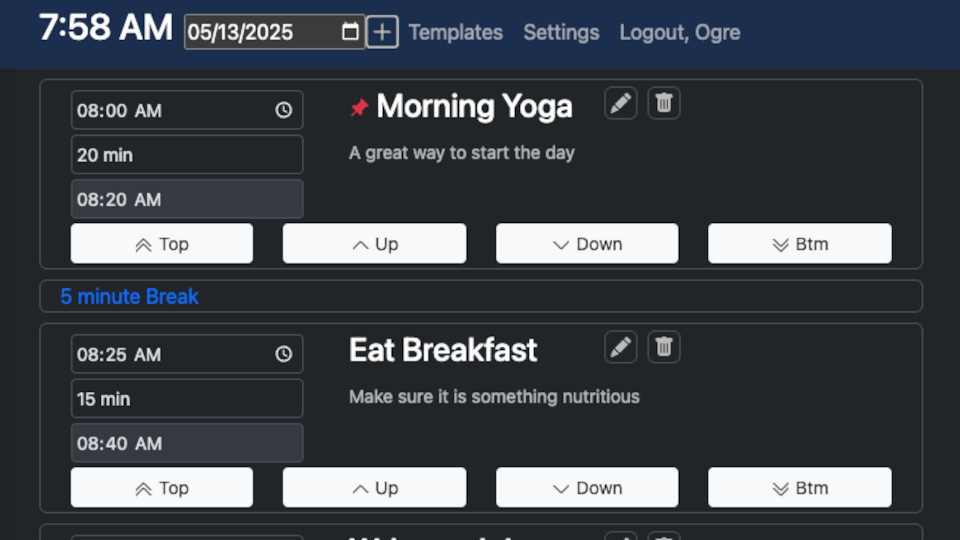 7:58 AM 05/13/2025 Templates Settings Logout, Ogre
08:00 AM Morning Yoga
20 min A great way to start the day
08:20 AM
Top Up Down Btm
5 minute Break
08:25 AM Eat Breakfast
15 min Make sure it is something nutritious
08:40 AM
Top Up Down Btm